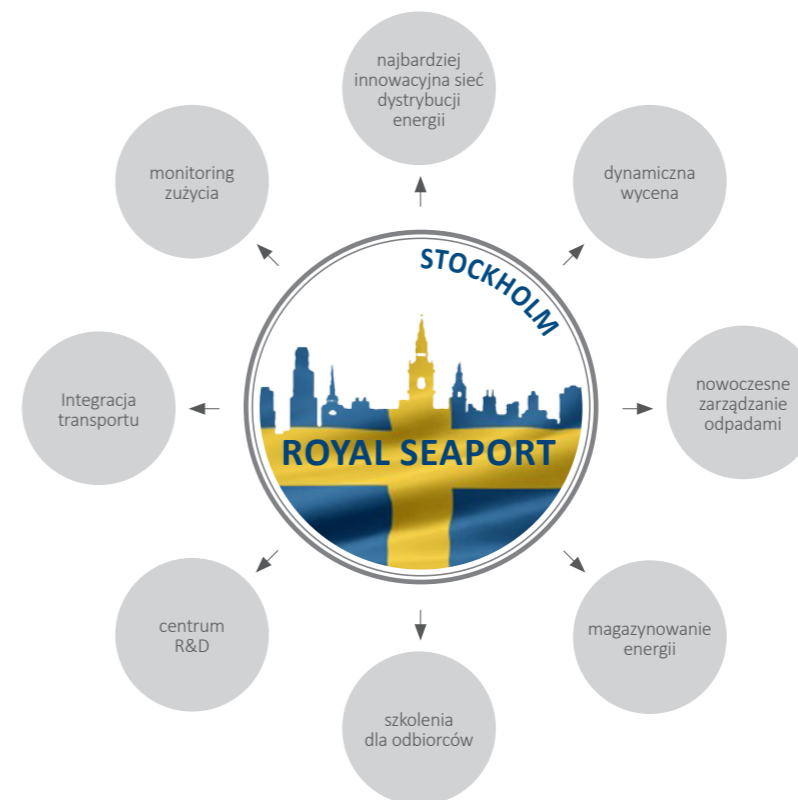 najbardziej
innowacyjna sieć
dystrybucji
energii
monitoring
zużycia
dynamiczna
wycena
STOCKHOLM
Integracja
transportu
ROYAL SEAPORT
nowoczesne
zarządzanie
odpadami
centrum
R&D
magazynowanie
energii
szkolenia
dla odbiorców